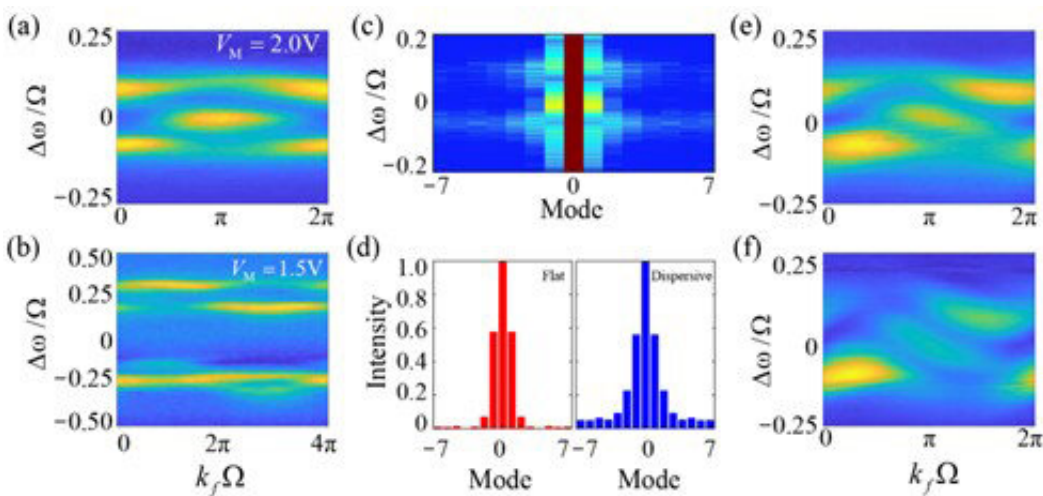 (a)
0.25
0
−0.25
Δω/Ω
V_M = 2.0V
0 π 2π
(b)
0.50
0.25
0
−0.25
−0.50
Δω/Ω
V_M = 1.5V
0 2π 4π
k_f Ω
(c)
0.2
0
−0.2
Δω/Ω
−7 0 7
Mode
(d)
1.0
0.8
0.6
0.4
0.2
0
Intensity
Flat
Dispersive
−7 0 7 −7 0 7
Mode Mode
(e)
0.25
0
−0.25
Δω/Ω
0 π 2π
(f)
0.25
0
−0.25
Δω/Ω
0 π 2π
k_f Ω